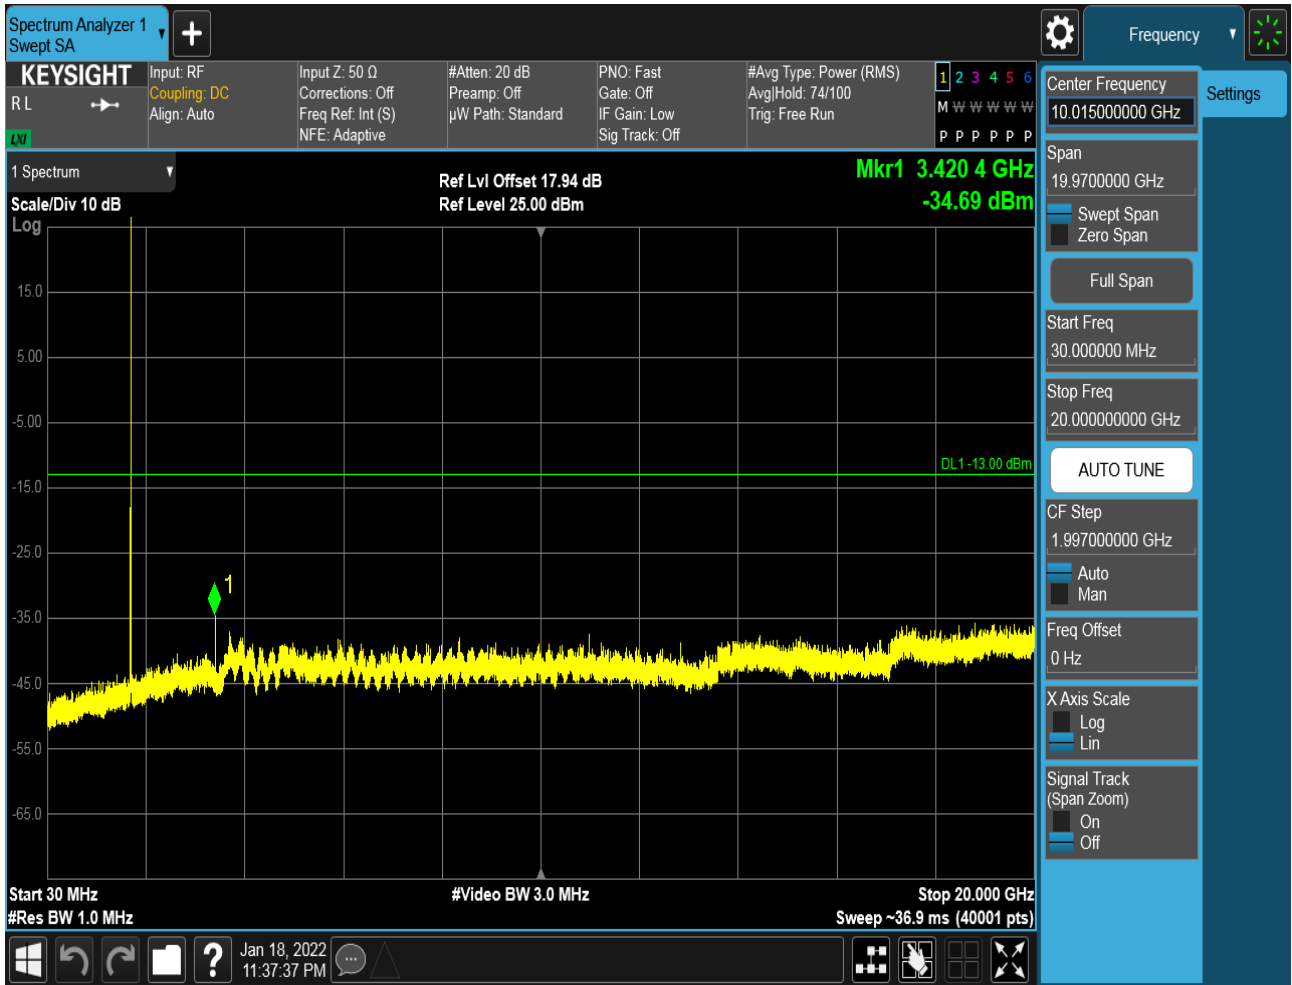 Spectrum Analyzer 1
Swept SA
Frequency
KEYSIGHT
R L
LXI
Input: RF
Coupling: DC
Align: Auto
Input Z: 50 Ω
Corrections: Off
Freq Ref: Int (S)
NFE: Adaptive
#Atten: 20 dB
Preamp: Off
µW Path: Standard
PNO: Fast
Gate: Off
IF Gain: Low
Sig Track: Off
#Avg Type: Power (RMS)
Avg|Hold: 74/100
Trig: Free Run
1 2 3 4 5 6
M W W W W W
P P P P P P
1 Spectrum
Scale/Div 10 dB
Log
Ref Lvl Offset 17.94 dB
Ref Level 25.00 dBm
Mkr1 3.420 4 GHz
-34.69 dBm
15.0
5.00
-5.00
-15.0
-25.0
-35.0
-45.0
-55.0
-65.0
DL1 -13.00 dBm
1
Start 30 MHz
#Res BW 1.0 MHz
#Video BW 3.0 MHz
Stop 20.000 GHz
Sweep ~36.9 ms (40001 pts)
Jan 18, 2022
11:37:37 PM
Center Frequency
10.015000000 GHz
Settings
Span
19.9700000 GHz
Swept Span
Zero Span
Full Span
Start Freq
30.000000 MHz
Stop Freq
20.000000000 GHz
AUTO TUNE
CF Step
1.997000000 GHz
Auto
Man
Freq Offset
0 Hz
X Axis Scale
Log
Lin
Signal Track
(Span Zoom)
On
Off